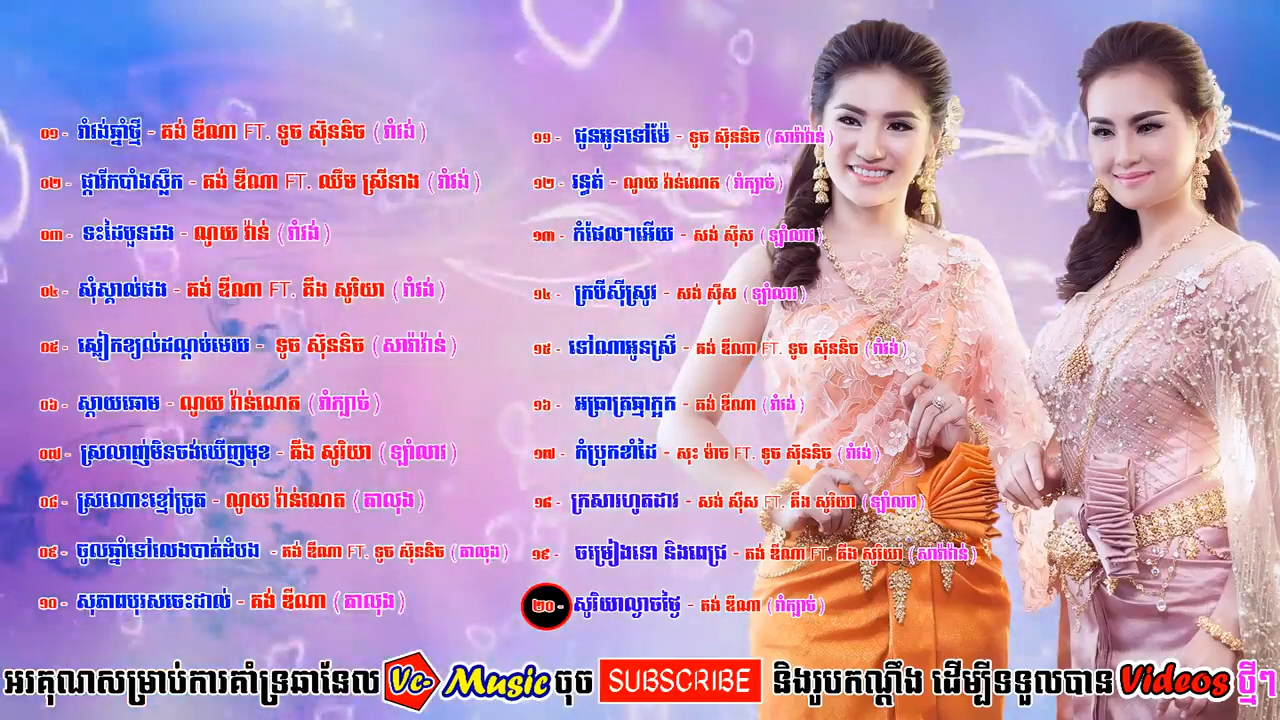 ០១ - រាំវង់ឆ្នាំថ្មី - គង់ ឌីណា FT. ទូច ស៊ុននិច ( រាំវង់ )
០២ - ផ្ការីកបាំងស្លឹក - គង់ ឌីណា FT. ឈឹម ស្រីនាង ( រាំវង់ )
០៣ - ទះដៃប្អូនដង - ណូយ វ៉ាន់ ( រាំវង់ )
០៤ - សុំស្គាល់ផង - គង់ ឌីណា FT. គីង សូរិយា ( រាំវង់ )
០៥ - ស្លៀកខ្យល់ដណ្តប់មេឃ - ទូច ស៊ុននិច ( សារ៉ាវ៉ាន់ )
០៦ - ស្តាយឆោម - ណូយ វ៉ាន់ណេត ( រាំក្បាច់ )
០៧ - ស្រលាញ់មិនចង់ឃើញមុខ - គីង សូរិយា ( ឡាំលាវ )
០៨ - ស្រណោះខ្មៅច្រូត - ណូយ វ៉ាន់ណេត ( តាលុង )
០៩ - ចូលឆ្នាំទៅលេងបាត់ដំបង - គង់ ឌីណា FT. ទូច ស៊ុននិច ( តាលុង )
១០ - សុភាពបុរសចេះដាល់ - គង់ ឌីណា ( តាលុង )
១១ - ជូនអូនទៅម៉ែ - ទូច ស៊ុននិច ( សារ៉ាវ៉ាន់ )
១២ - រន្ធត់ - ណូយ វ៉ាន់ណេត ( រាំក្បាច់ )
១៣ - កំផែលៗអើយ - សង់ ស៊ីស ( ឡាំលាវ )
១៤ - ក្របីស៊ីស្រូវ - សង់ ស៊ីស ( ឡាំលាវ )
១៥ - ទៅណាអូនស្រី - គង់ ឌីណា FT. ទូច ស៊ុននិច ( រាំវង់ )
១៦ - អធ្រាត្រធ្មាក្អក - គង់ ឌីណា ( រាំវង់ )
១៧ - កំប្រុកខាំដៃ - សុះ ម៉ាច FT. ទូច ស៊ុននិច ( រាំវង់ )
១៨ - ក្រសារហូតដាវ - សង់ ស៊ីស FT. គីង សូរិយា ( ឡាំលាវ )
១៩ - ចម្រៀងទោ និងពេជ្រ - គង់ ឌីណា FT. គីង សូរិយា ( សារ៉ាវ៉ាន់ )
២០ - សូរិយាល្ងាចថ្ងៃ - គង់ ឌីណា ( រាំក្បាច់ )
អរគុណសម្រាប់ការគាំទ្រឆានែល Vc- Music ចុច SUBSCRIBE និងរូបកណ្តឹង ដើម្បីទទួលបាន Videos ថ្មីៗ